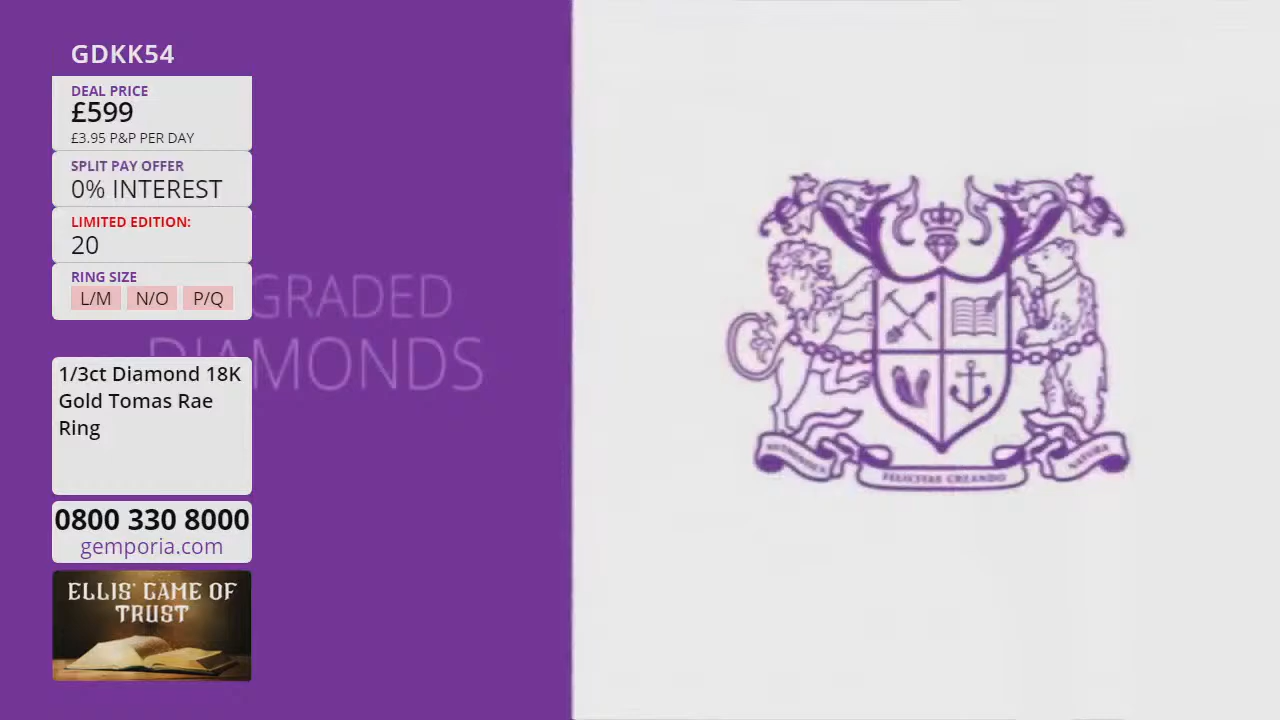 GDKK54
DEAL PRICE
£599
£3.95 P&P PER DAY
SPLIT PAY OFFER
0% INTEREST
LIMITED EDITION:
20
RING SIZE
L/M N/O P/Q
GRADED
DIAMONDS
1/3ct Diamond 18K
Gold Tomas Rae
Ring
0800 330 8000
gemporia.com
ELLIS' GAME OF
TRUST
FELICITAS CREANDO
NATURA